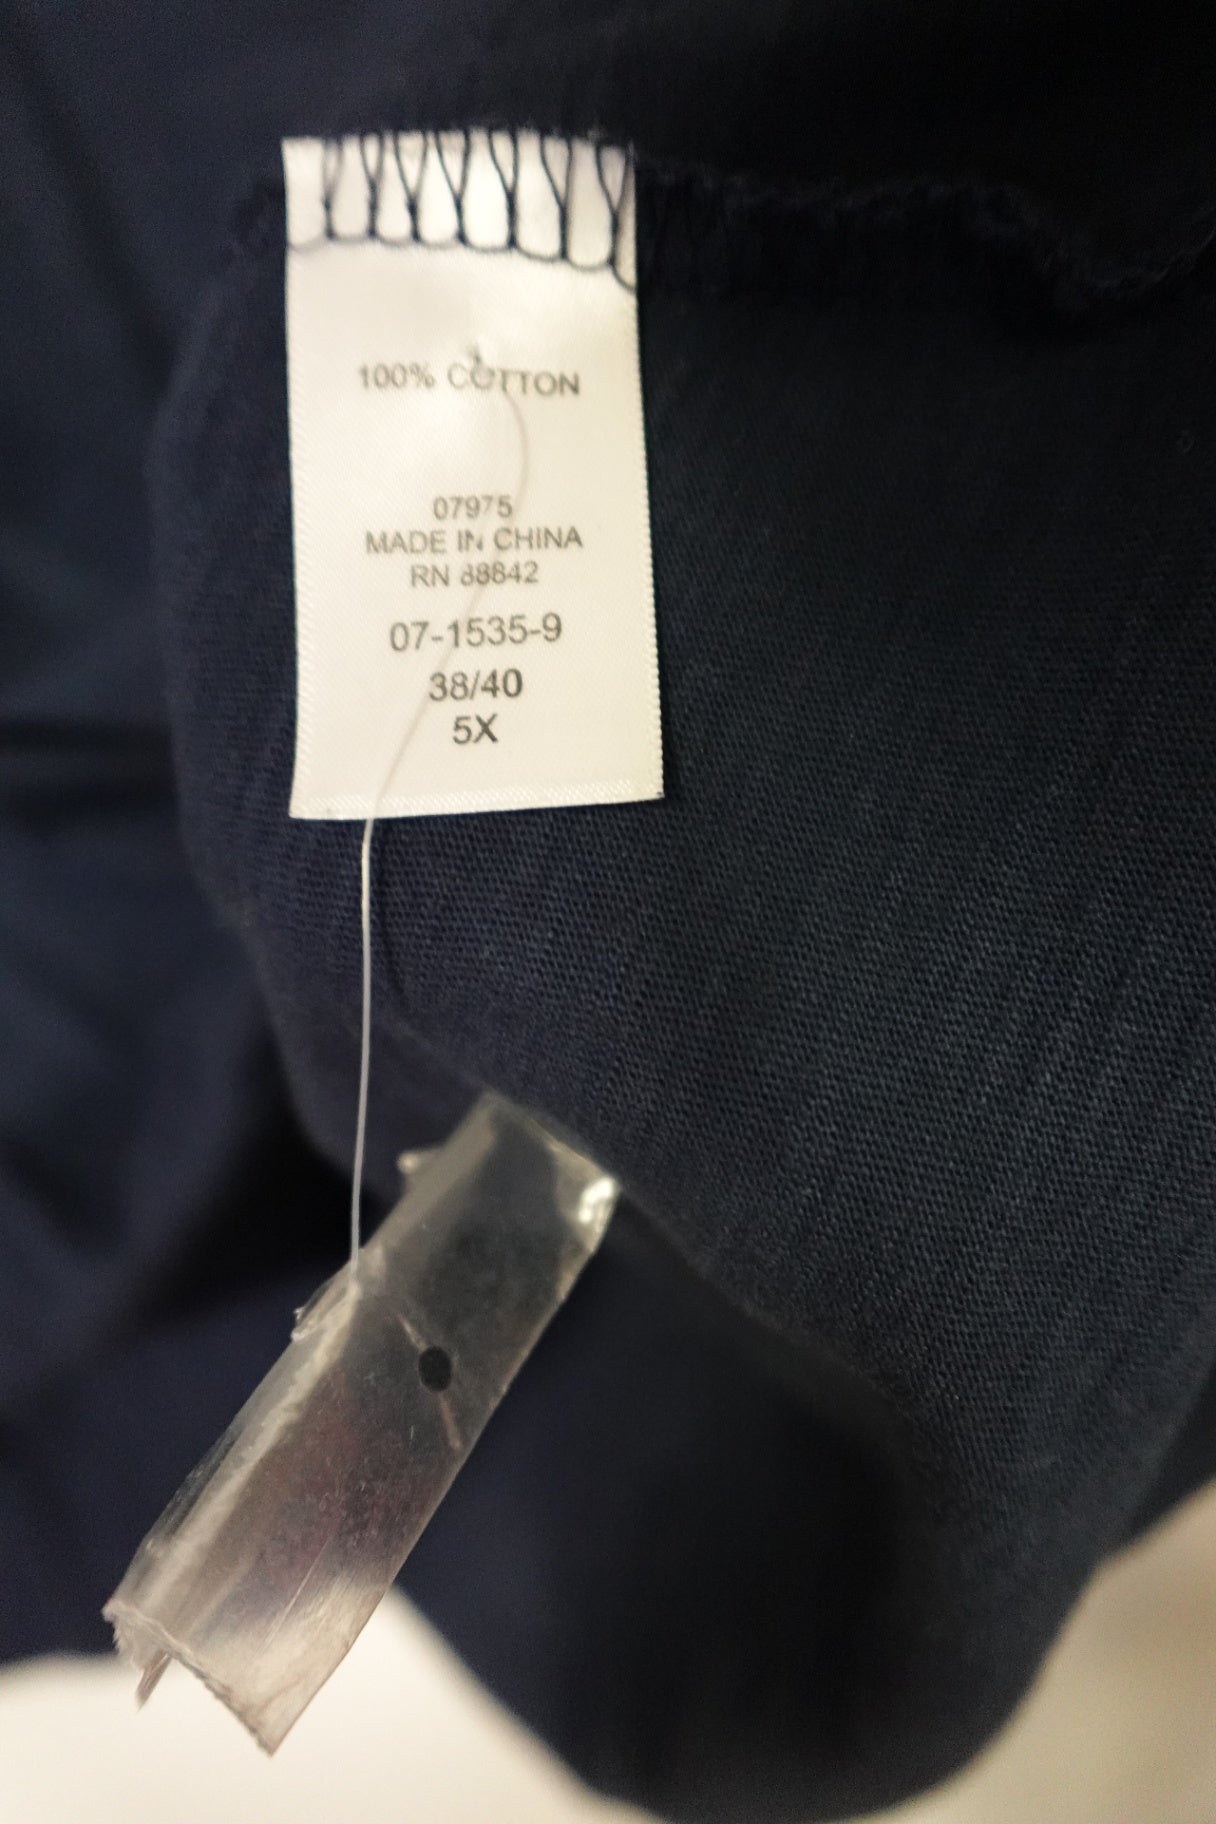 100% COTTON
07975
MADE IN CHINA
RN 88842
07-1535-9
38/40
5X